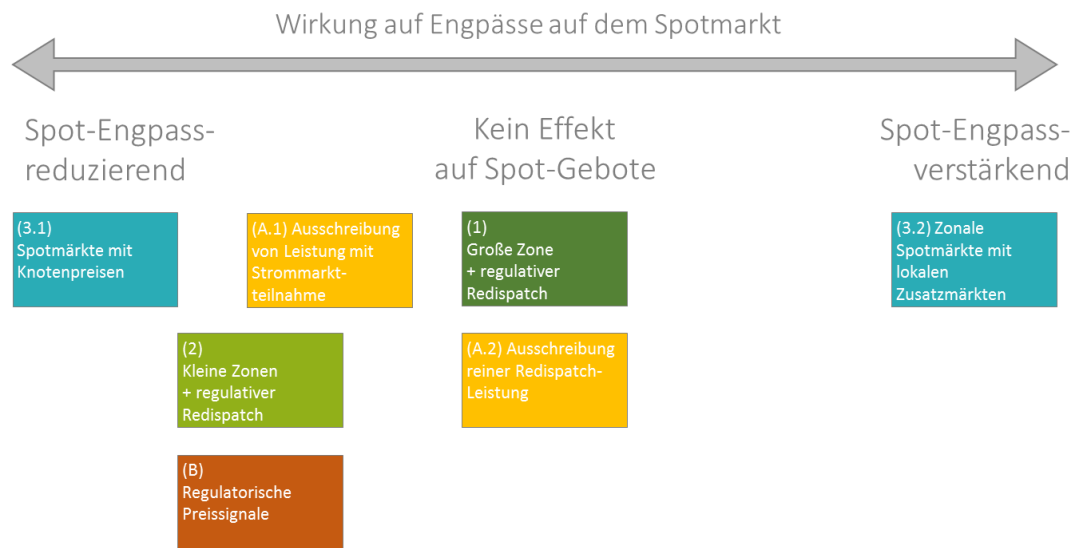 Wirkung auf Engpässe auf dem Spotmarkt
Spot-Engpass-
reduzierend
Kein Effekt
auf Spot-Gebote
Spot-Engpass-
verstärkend
(3.1)
Spotmärkte mit
Knotenpreisen
(A.1) Ausschreibung
von Leistung mit
Strommarkt-
teilnahme
(1)
Große Zone
+ regulativer
Redispatch
(3.2) Zonale
Spotmärkte mit
lokalen
Zusatzmärkten
(2)
Kleine Zonen
+ regulativer
Redispatch
(A.2) Ausschreibung
reiner Redispatch-
Leistung
(B)
Regulatorische
Preissignale